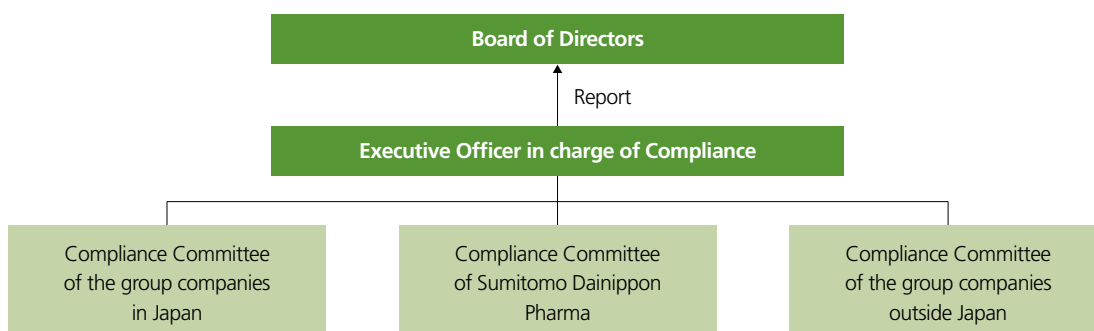 Board of Directors
Report
Executive Officer in charge of Compliance
Compliance Committee
of the group companies
in Japan
Compliance Committee
of Sumitomo Dainippon
Pharma
Compliance Committee
of the group companies
outside Japan